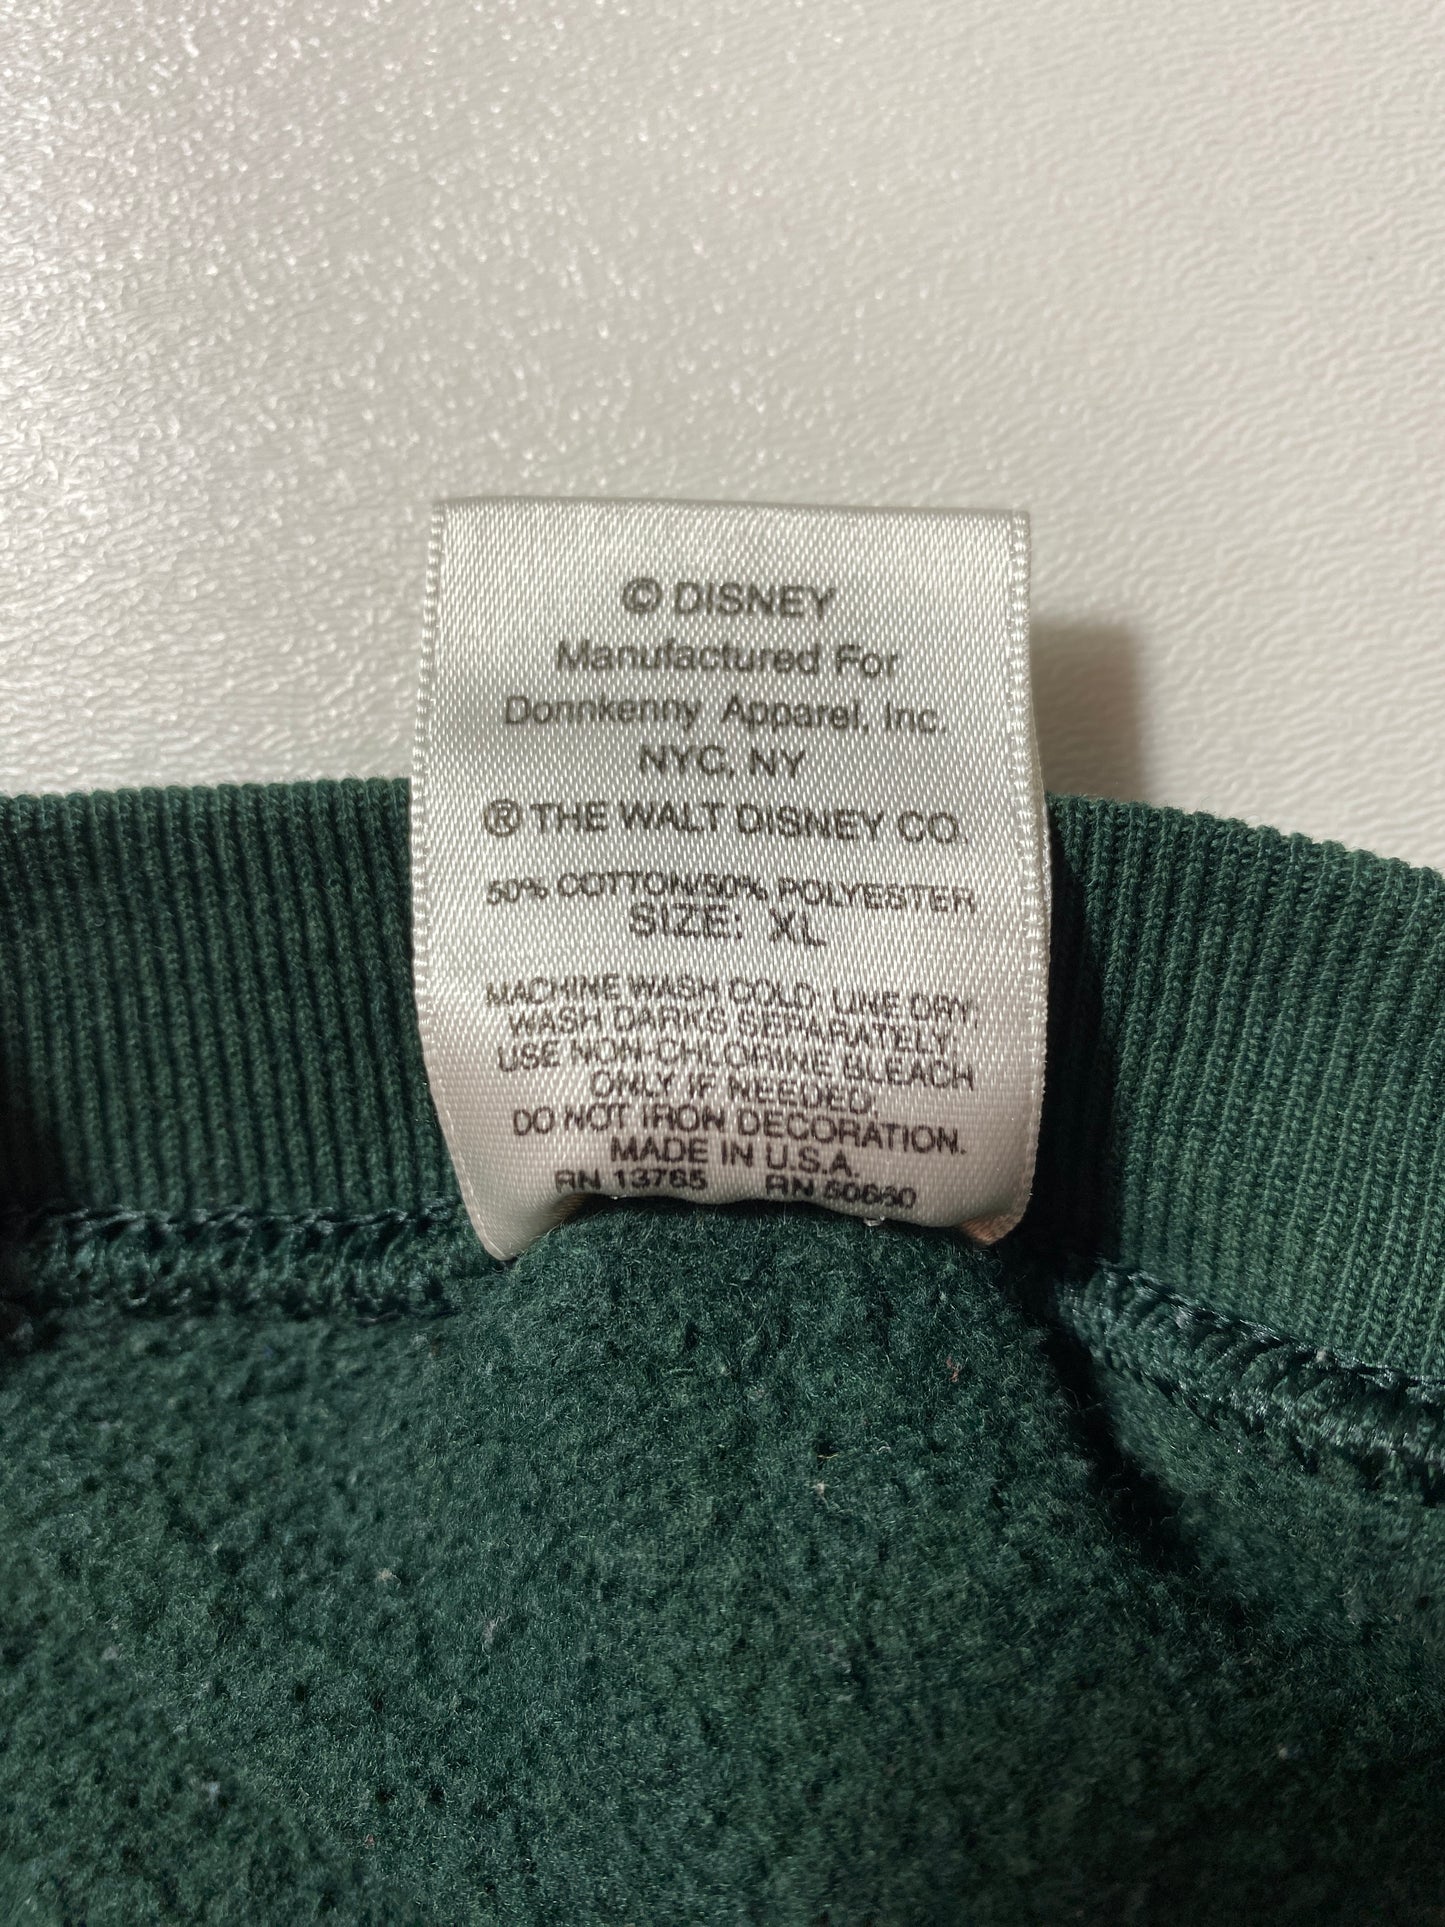 © DISNEY
Manufactured For
Donnkenny Apparel, Inc.
NYC, NY
® THE WALT DISNEY CO.
50% COTTON/50% POLYESTER
SIZE: XL
MACHINE WASH COLD, LINE DRY,
WASH DARKS SEPARATELY,
USE NON-CHLORINE BLEACH
ONLY IF NEEDED.
DO NOT IRON DECORATION.
MADE IN U.S.A.
RN 13765 RN